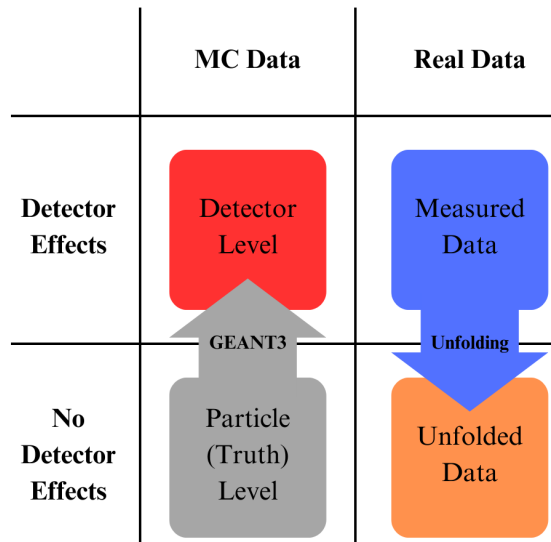 MC Data
Real Data
Detector
Effects
Detector
Level
Measured
Data
GEANT3
Unfolding
No
Detector
Effects
Particle
(Truth)
Level
Unfolded
Data